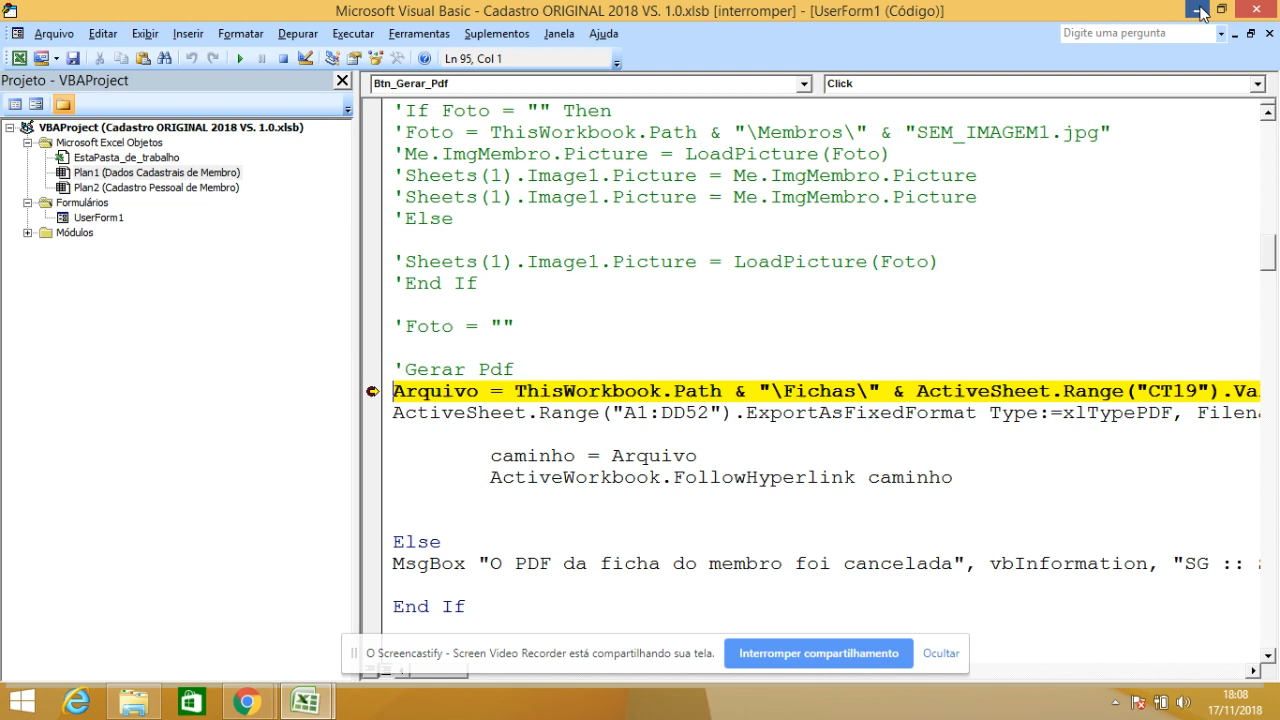 Microsoft Visual Basic - Cadastro ORIGINAL 2018 VS. 1.0.xlsb [interromper] - [UserForm1 (Código)]
Arquivo Editar Exibir Inserir Formatar Depurar Executar Ferramentas Suplementos Janela Ajuda
Digite uma pergunta
Ln 95, Col 1
Projeto - VBAProject
Btn_Gerar_Pdf
Click
VBAProject (Cadastro ORIGINAL 2018 VS. 1.0.xlsb)
Microsoft Excel Objetos
EstaPasta_de_trabalho
Plan1 (Dados Cadastrais de Membro)
Plan2 (Cadastro Pessoal de Membro)
Formulários
UserForm1
Módulos
'If Foto = "" Then
'Foto = ThisWorkbook.Path & "\Membros\" & "SEM_IMAGEM1.jpg"
'Me.ImgMembro.Picture = LoadPicture(Foto)
'Sheets(1).Image1.Picture = Me.ImgMembro.Picture
'Sheets(1).Image1.Picture = Me.ImgMembro.Picture
'Else
'Sheets(1).Image1.Picture = LoadPicture(Foto)
'End If
'Foto = ""
'Gerar Pdf
Arquivo = ThisWorkbook.Path & "\Fichas\" & ActiveSheet.Range("CT19").Va
ActiveSheet.Range("A1:DD52").ExportAsFixedFormat Type:=xlTypePDF, Filena
caminho = Arquivo
ActiveWorkbook.FollowHyperlink caminho
Else
MsgBox "O PDF da ficha do membro foi cancelada", vbInformation, "SG ::
End If
O Screencastify - Screen Video Recorder está compartilhando sua tela.
Interromper compartilhamento
Ocultar
18:08
17/11/2018